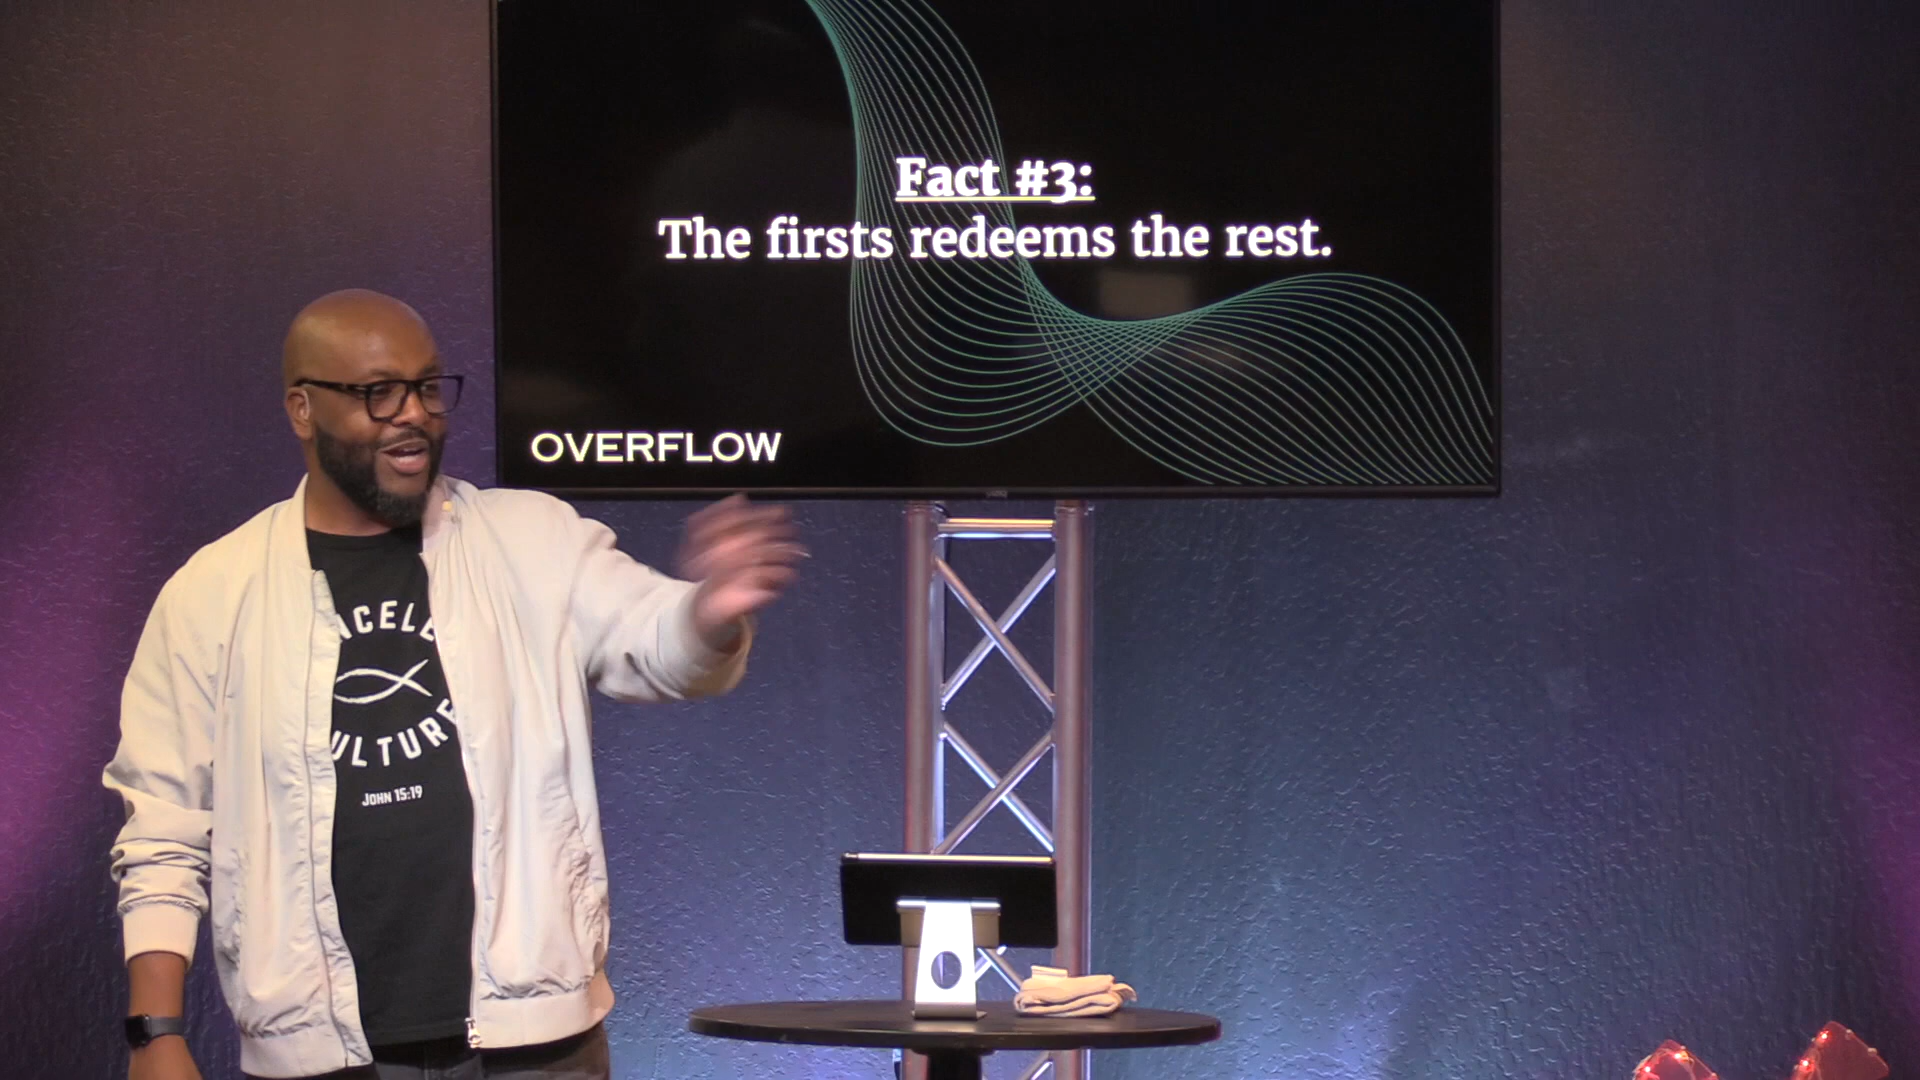 Fact #3:
The firsts redeems the rest.
OVERFLOW
JOHN 15:19